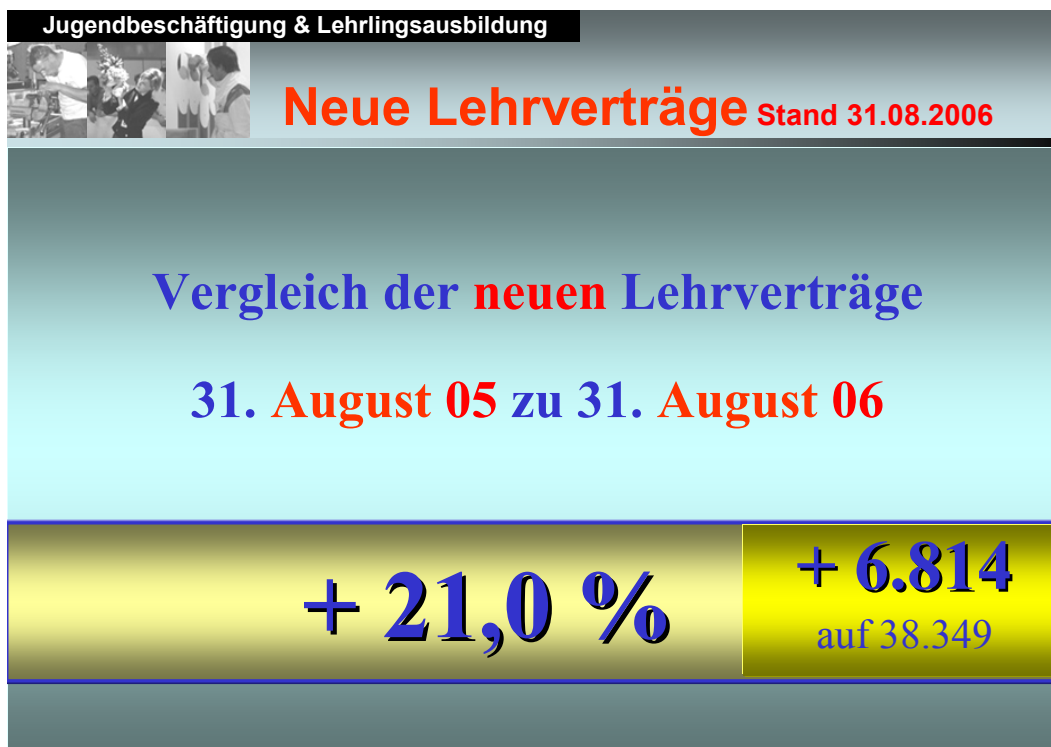 Jugendbeschäftigung & Lehrlingsausbildung
Neue Lehrverträge Stand 31.08.2006
Vergleich der neuen Lehrverträge
31. August 05 zu 31. August 06
+ 21,0 %
+ 6.814
auf 38.349